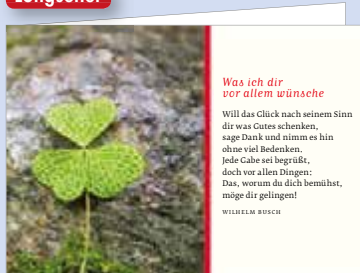 Longseller
Was ich dir
vor allem wünsche
Will das Glück nach seinem Sinn
dir was Gutes schenken,
sage Dank und nimm es hin
ohne viel Bedenken.
Jede Gabe sei begrüßt,
doch vor allen Dingen:
Das, worum du dich bemühst,
möge dir gelingen!
WILHELM BUSCH